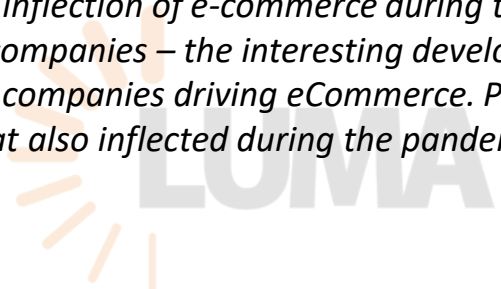 inflection of e-commerce during t
companies – the interesting develo
companies driving eCommerce. P
at also inflected during the pander
LUMA